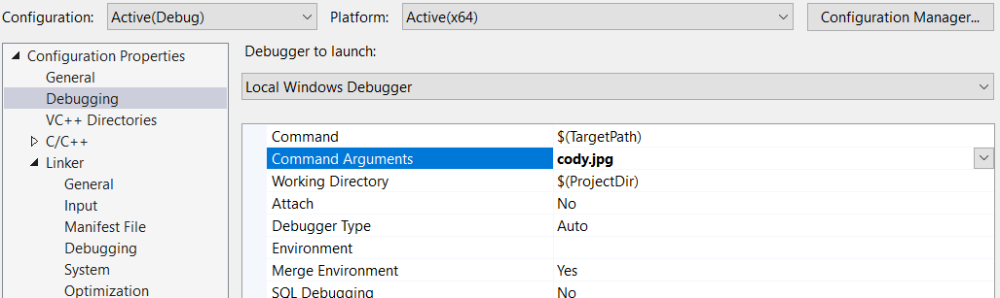 Configuration: Active(Debug) Platform: Active(x64) Configuration Manager...
Configuration Properties
General
Debugging
VC++ Directories
C/C++
Linker
General
Input
Manifest File
Debugging
System
Optimization
Debugger to launch:
Local Windows Debugger
Command $(TargetPath)
Command Arguments cody.jpg
Working Directory $(ProjectDir)
Attach No
Debugger Type Auto
Environment
Merge Environment Yes
SQL Debugging No